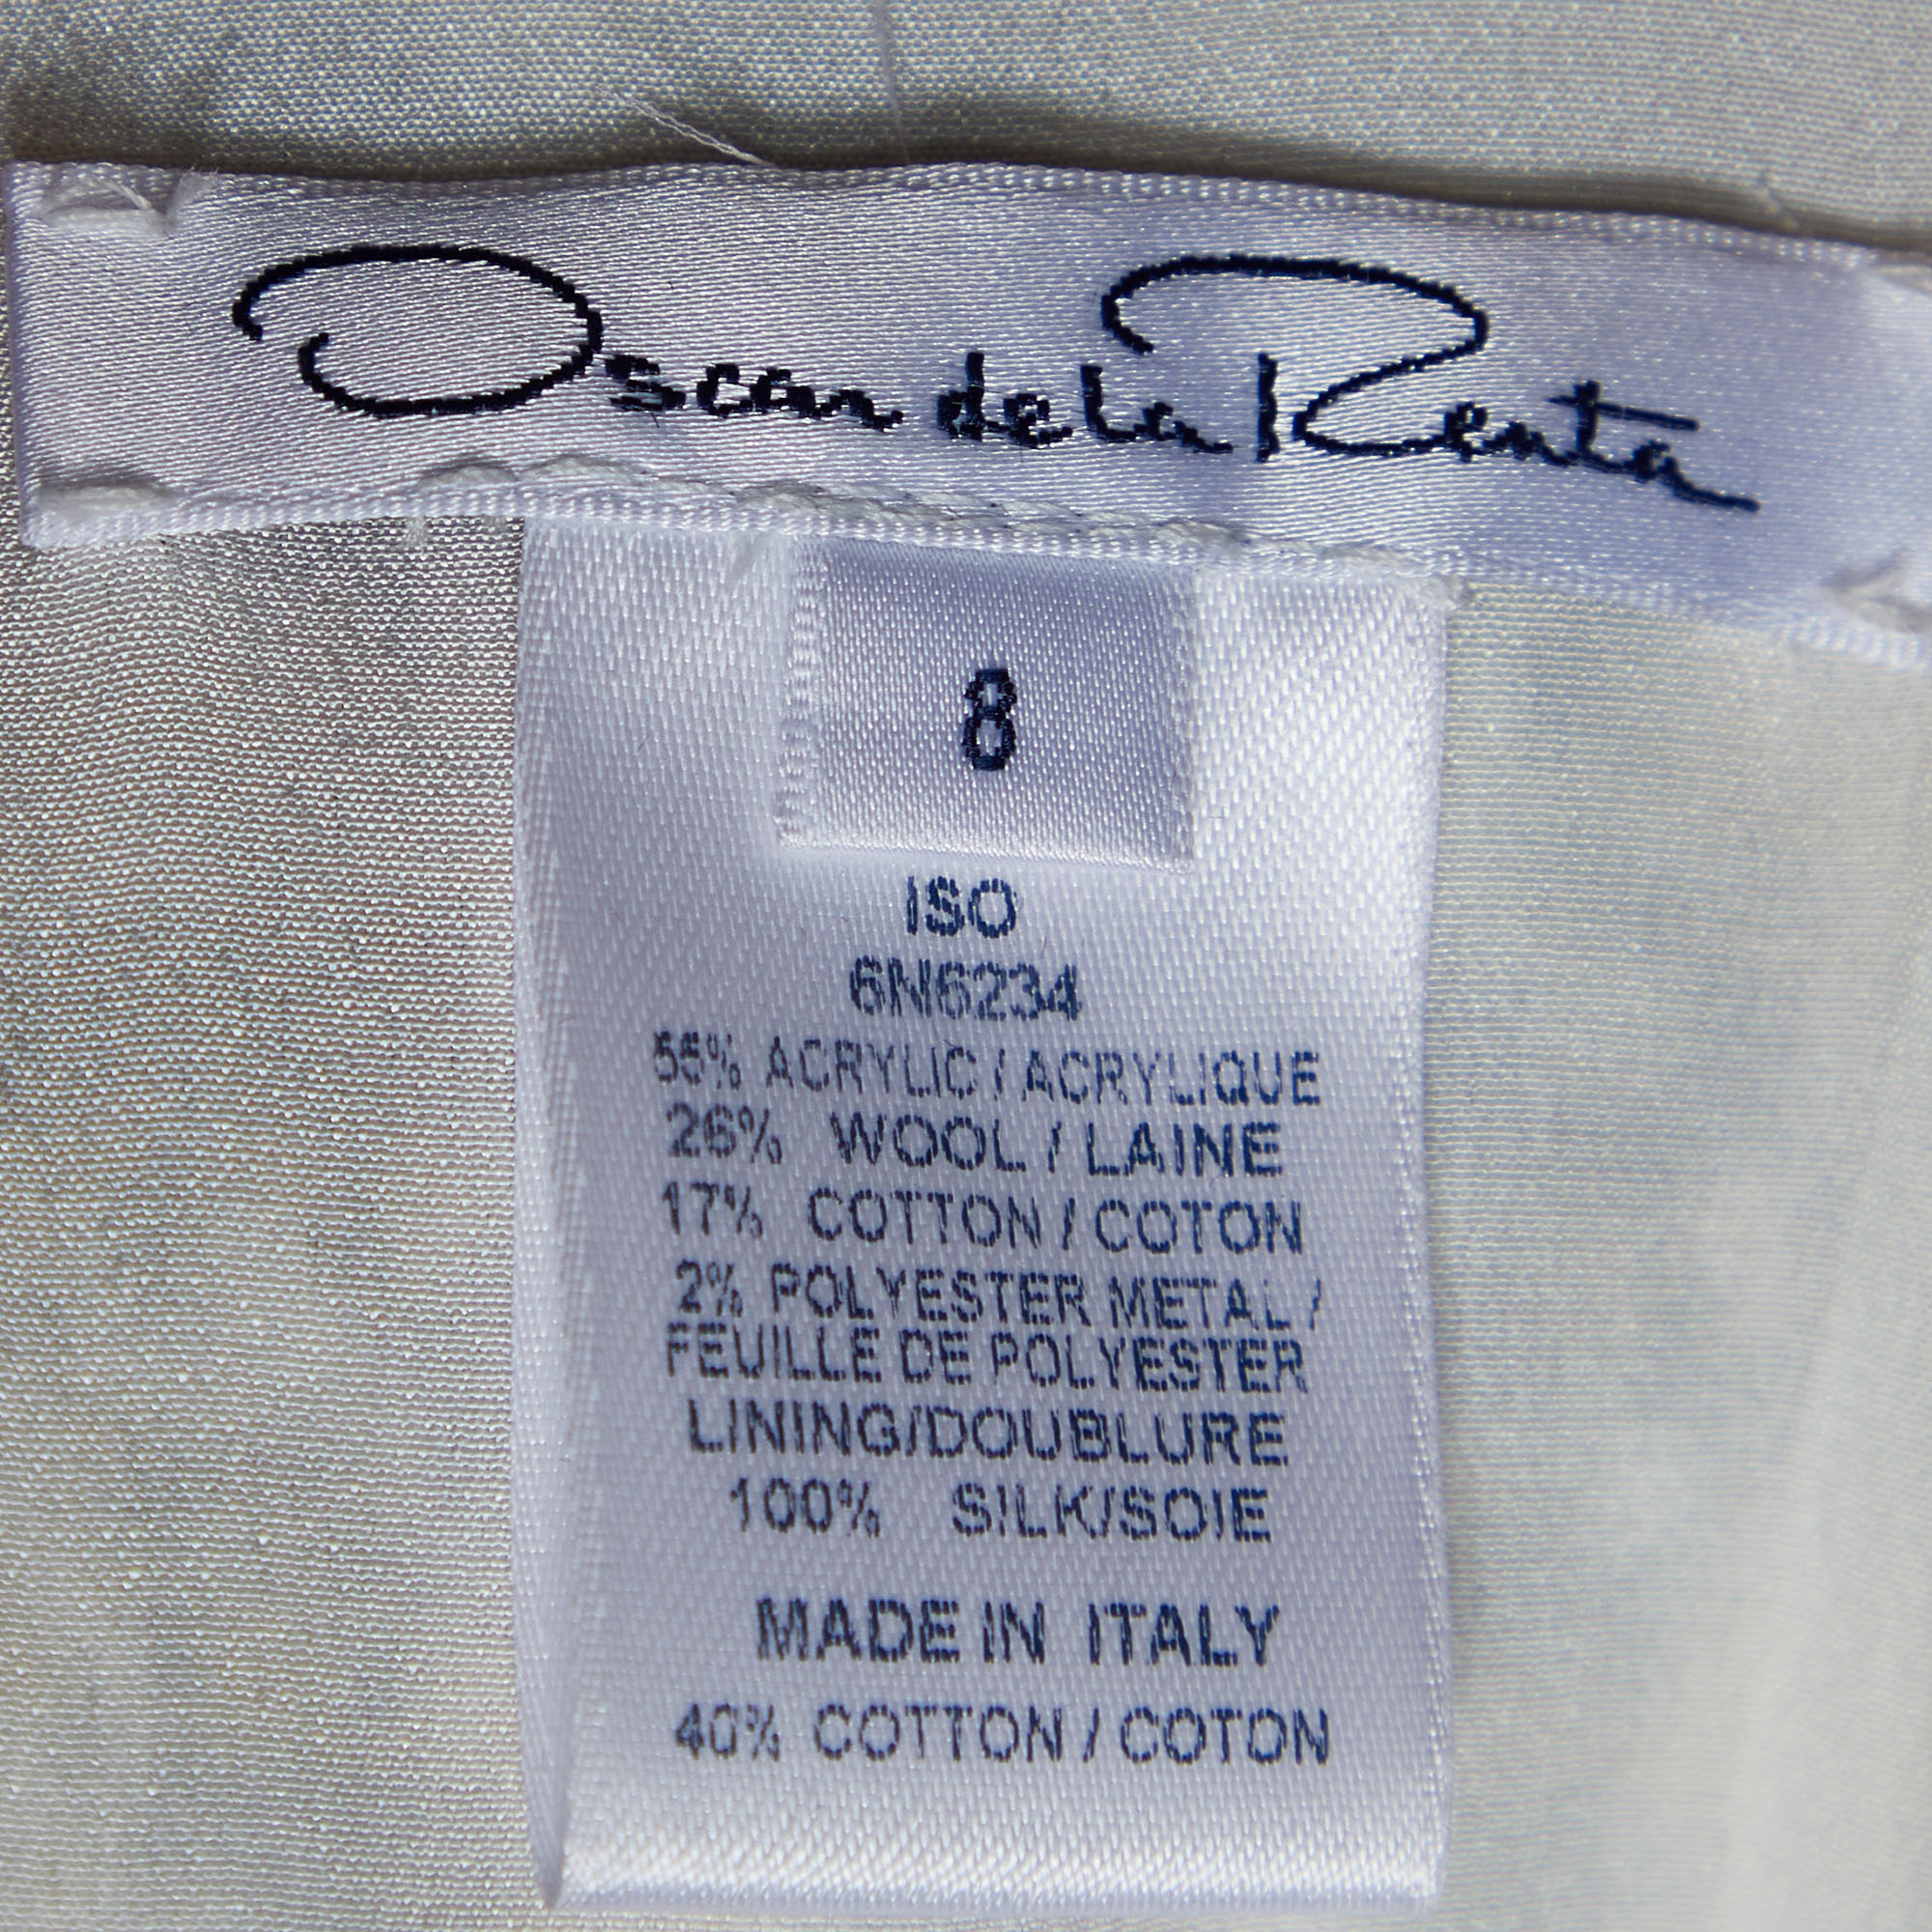 Oscar de la Renta
8
ISO
6N6234
55% ACRYLIC / ACRYLIQUE
26% WOOL / LAINE
17% COTTON / COTON
2% POLYESTER METAL /
FEUILLE DE POLYESTER
LINING/DOUBLURE
100% SILK/SOIE
MADE IN ITALY
40% COTTON / COTON